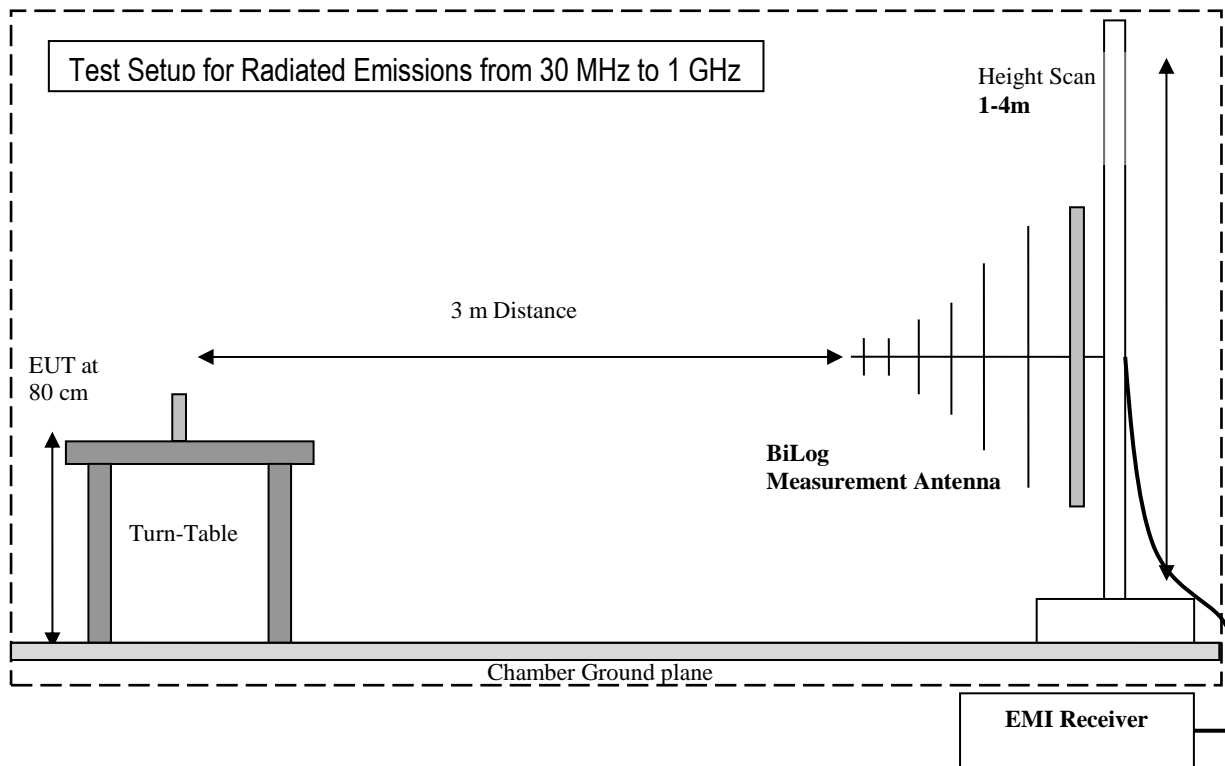 Test Setup for Radiated Emissions from 30 MHz to 1 GHz
Height Scan
1-4m
3 m Distance
EUT at
80 cm
BiLog
Measurement Antenna
Turn-Table
Chamber Ground plane
EMI Receiver